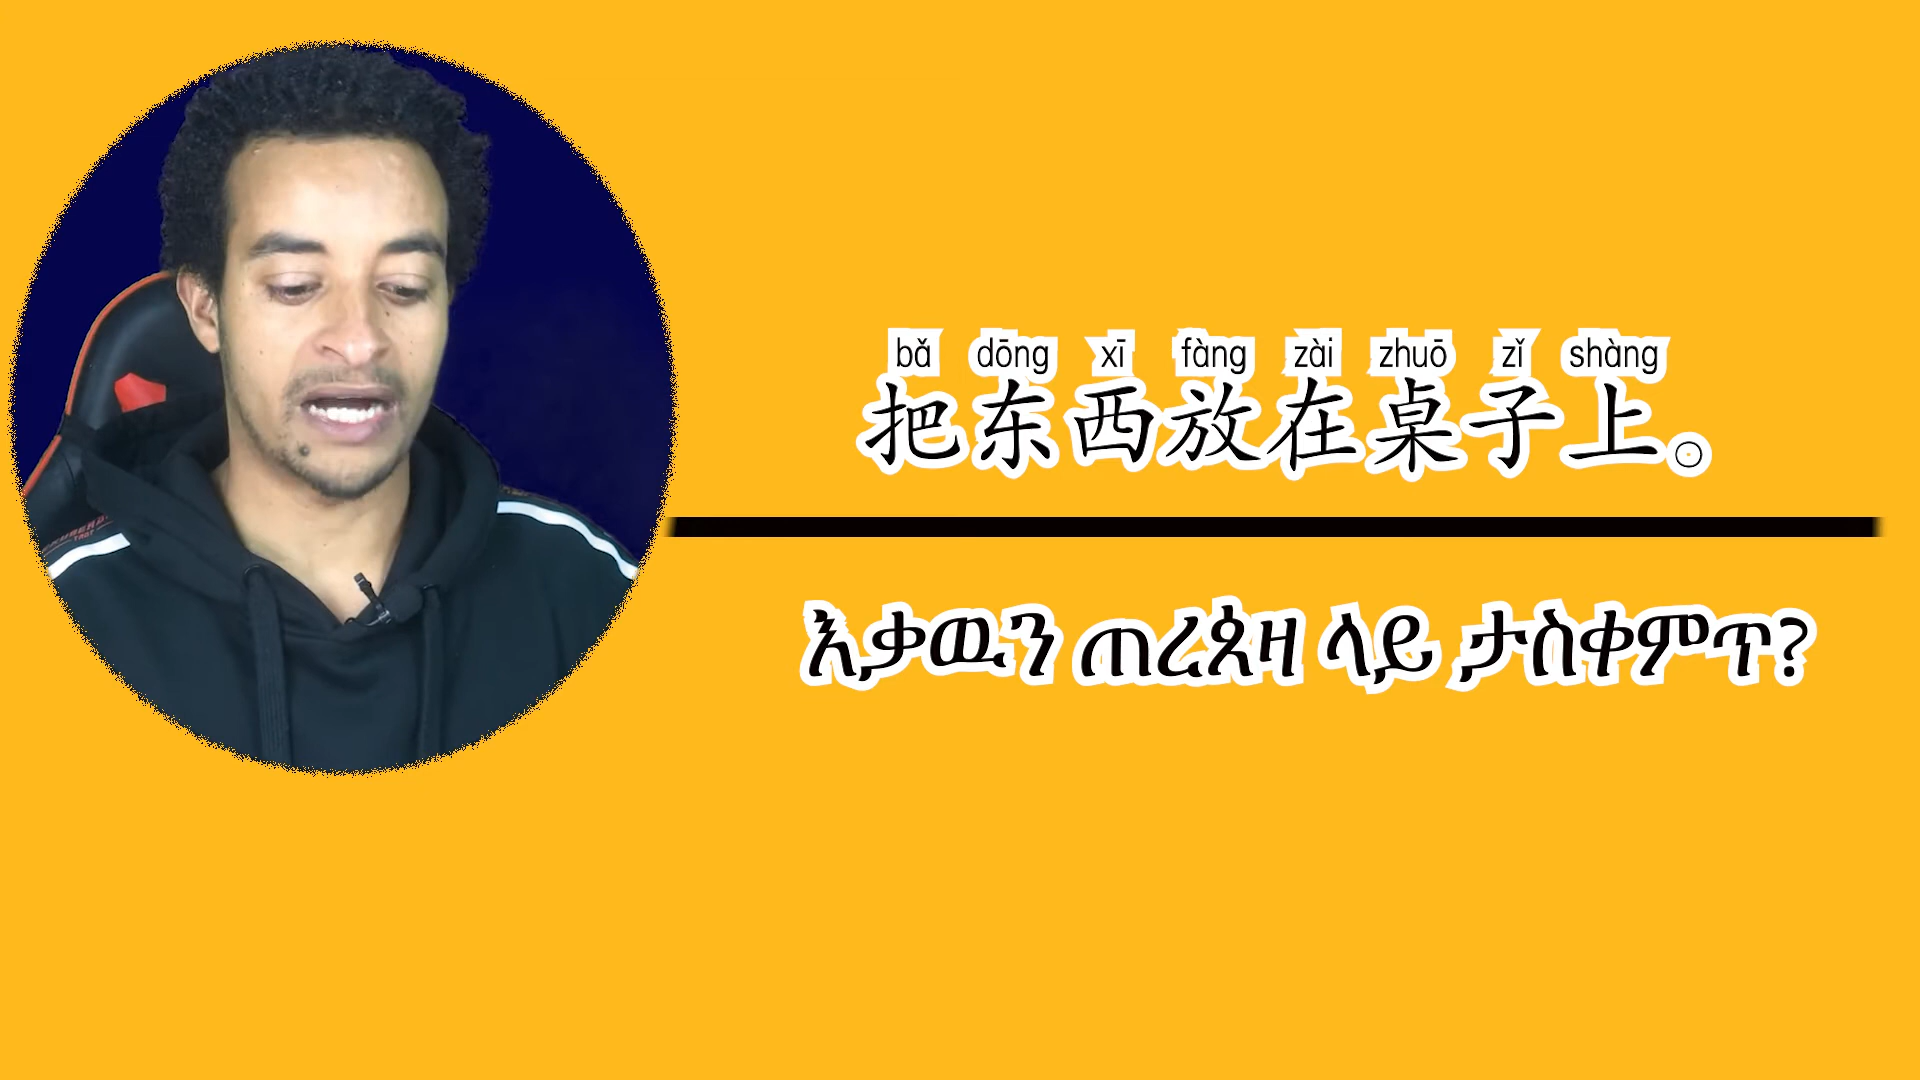 bǎ dōng xī fàng zài zhuō zǐ shàng
把东西放在桌子上。
እቃዉን ጠረጴዛ ላይ ታስቀምጥ?